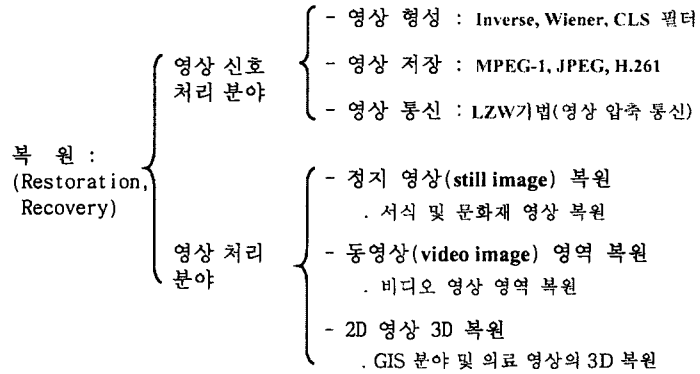 복 원 :
(Restoration,
Recovery)
영상 신호
처리 분야
- 영상 형성 : Inverse, Wiener, CLS 필터
- 영상 저장 : MPEG-1, JPEG, H.261
- 영상 통신 : LZW기법(영상 압축 통신)
영상 처리
분야
- 정지 영상(still image) 복원
. 서식 및 문화재 영상 복원
- 동영상(video image) 영역 복원
. 비디오 영상 영역 복원
- 2D 영상 3D 복원
. GIS 분야 및 의료 영상의 3D 복원